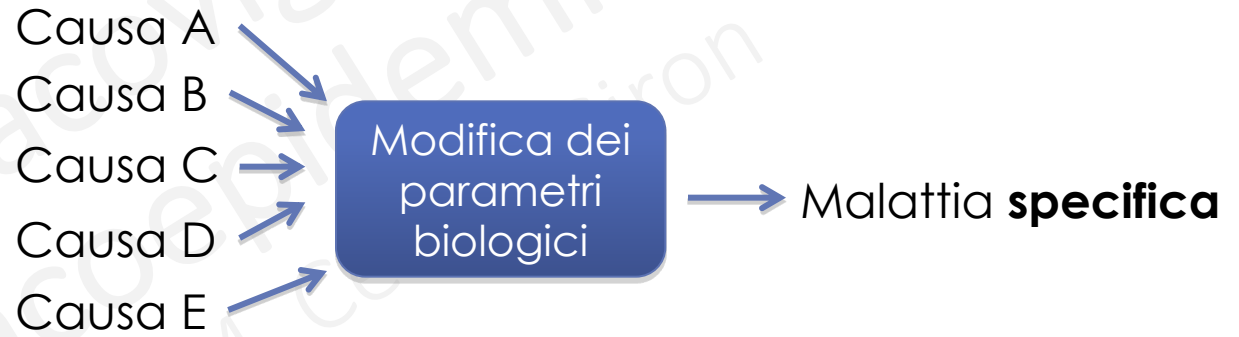 Causa A
Causa B
Causa C
Causa D
Causa E
Modifica dei
parametri
biologici
Malattia specifica